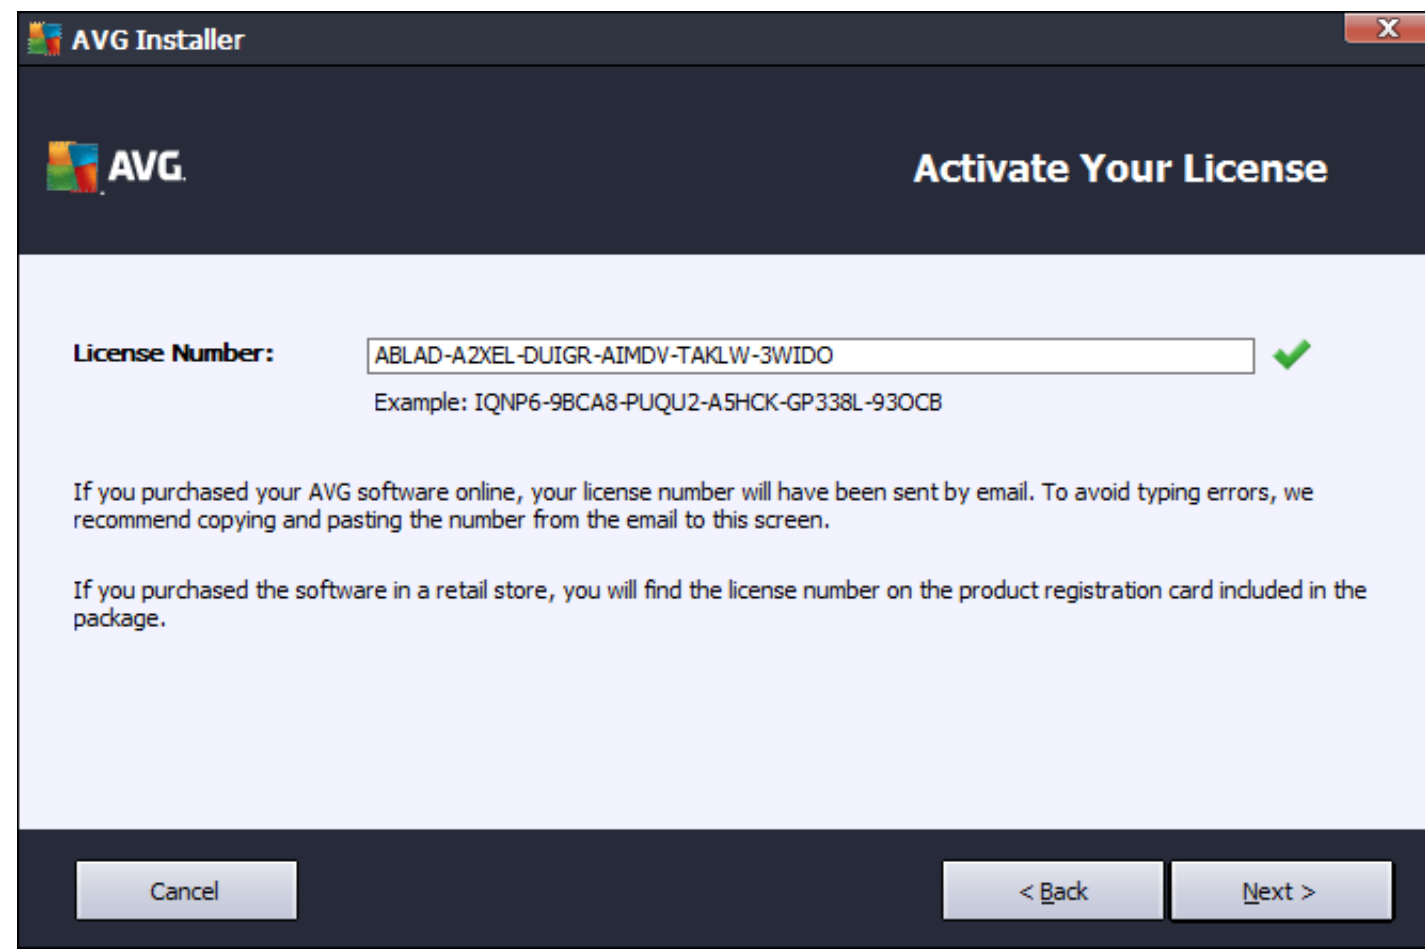 AVG Installer
X
AVG.
Activate Your License
License Number:
ABLAD-A2XEL-DUIGR-AIMDV-TAKLW-3WIDO
Example: IQNP6-9BCA8-PUQU2-A5HCK-GP338L-93OCB
If you purchased your AVG software online, your license number will have been sent by email. To avoid typing errors, we
recommend copying and pasting the number from the email to this screen.
If you purchased the software in a retail store, you will find the license number on the product registration card included in the
package.
Cancel
< Back
Next >